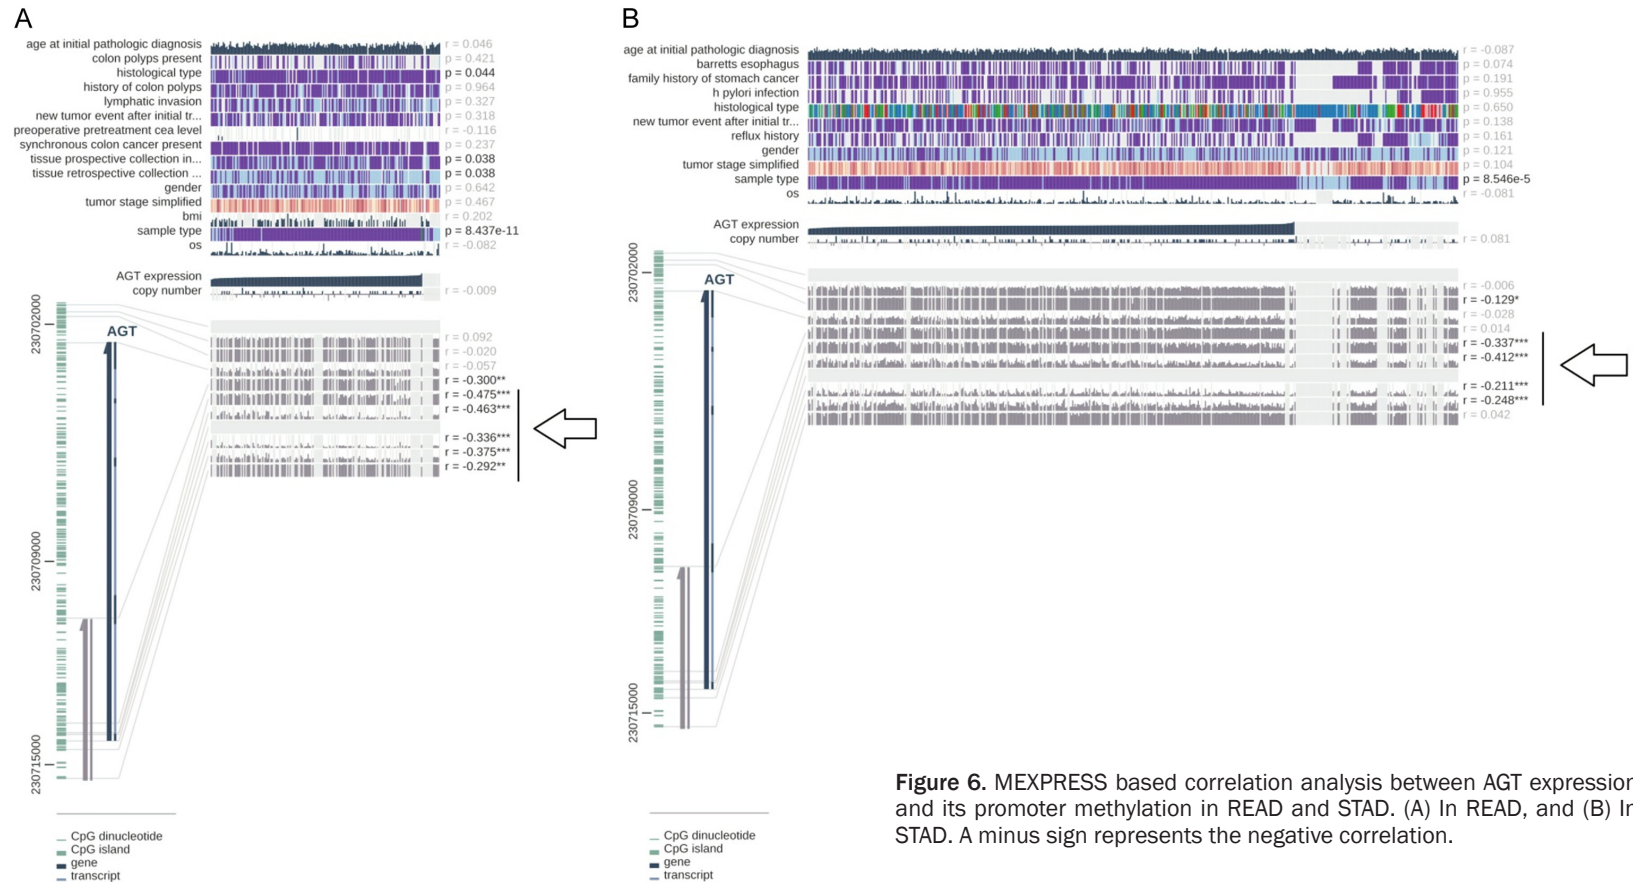 A
age at initial pathologic diagnosis r = 0.046
colon polyps present p = 0.421
histological type p = 0.044
history of colon polyps p = 0.964
lymphatic invasion p = 0.327
new tumor event after initial tr... p = 0.318
preoperative pretreatment cea level r = -0.116
synchronous colon cancer present p = 0.237
tissue prospective collection in... p = 0.038
tissue retrospective collection ... p = 0.038
gender p = 0.642
tumor stage simplified p = 0.467
bmi r = 0.202
sample type p = 8.437e-11
os r = -0.082
AGT expression
copy number r = -0.009
230702000
AGT
r = 0.092
r = -0.020
r = -0.057
r = -0.300**
r = -0.475***
r = -0.463***
r = -0.336***
r = -0.375***
r = -0.292**
230709000
230715000
CpG dinucleotide
CpG island
gene
transcript
B
age at initial pathologic diagnosis r = -0.087
barretts esophagus p = 0.074
family history of stomach cancer p = 0.191
h pylori infection p = 0.955
histological type p = 0.650
new tumor event after initial tr... p = 0.138
reflux history p = 0.161
gender p = 0.121
tumor stage simplified p = 0.104
sample type p = 8.546e-5
os r = -0.081
AGT expression
copy number r = 0.081
230702000
AGT
r = -0.006
r = -0.129*
r = -0.028
r = 0.014
r = -0.337***
r = -0.412***
r = -0.211***
r = -0.248***
r = 0.042
230709000
230715000
CpG dinucleotide
CpG island
gene
transcript
Figure 6. MEXPRESS based correlation analysis between AGT expression
and its promoter methylation in READ and STAD. (A) In READ, and (B) In
STAD. A minus sign represents the negative correlation.